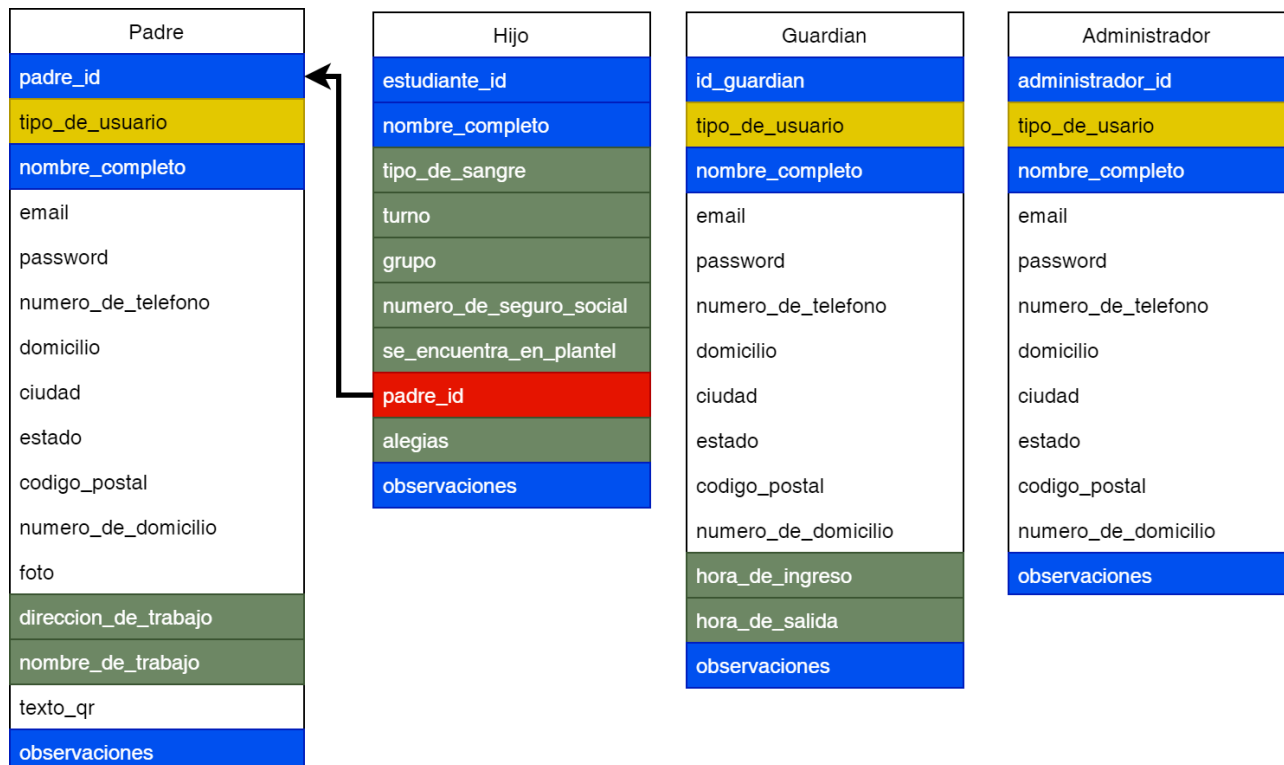 Padre
padre_id
tipo_de_usuario
nombre_completo
email
password
numero_de_telefono
domicilio
ciudad
estado
codigo_postal
numero_de_domicilio
foto
direccion_de_trabajo
nombre_de_trabajo
texto_qr
observaciones
Hijo
estudiante_id
nombre_completo
tipo_de_sangre
turno
grupo
numero_de_seguro_social
se_encuentra_en_plantel
padre_id
alegias
observaciones
Guardian
id_guardian
tipo_de_usuario
nombre_completo
email
password
numero_de_telefono
domicilio
ciudad
estado
codigo_postal
numero_de_domicilio
hora_de_ingreso
hora_de_salida
observaciones
Administrador
administrador_id
tipo_de_usario
nombre_completo
email
password
numero_de_telefono
domicilio
ciudad
estado
codigo_postal
numero_de_domicilio
observaciones